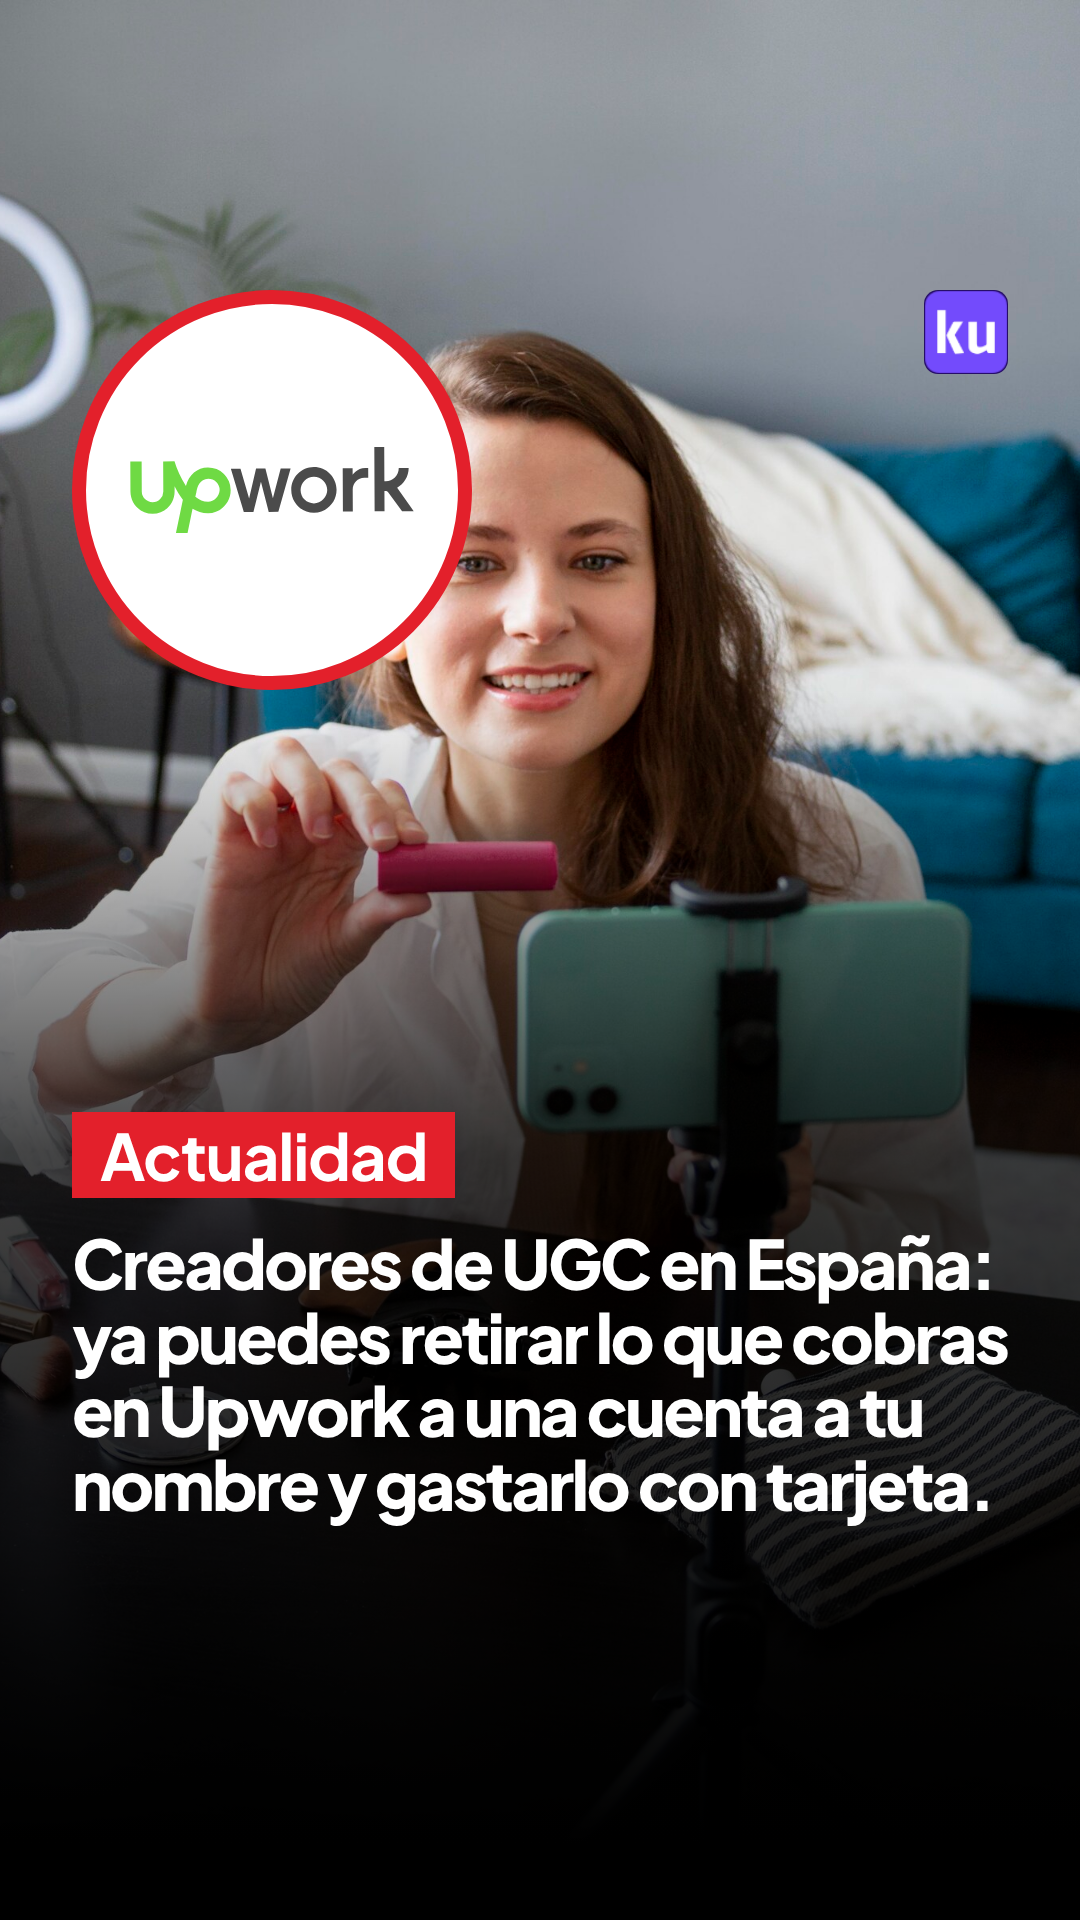 upwork
ku
Actualidad
Creadores de UGC en España:
ya puedes retirar lo que cobras
en Upwork a una cuenta a tu
nombre y gastarlo con tarjeta.